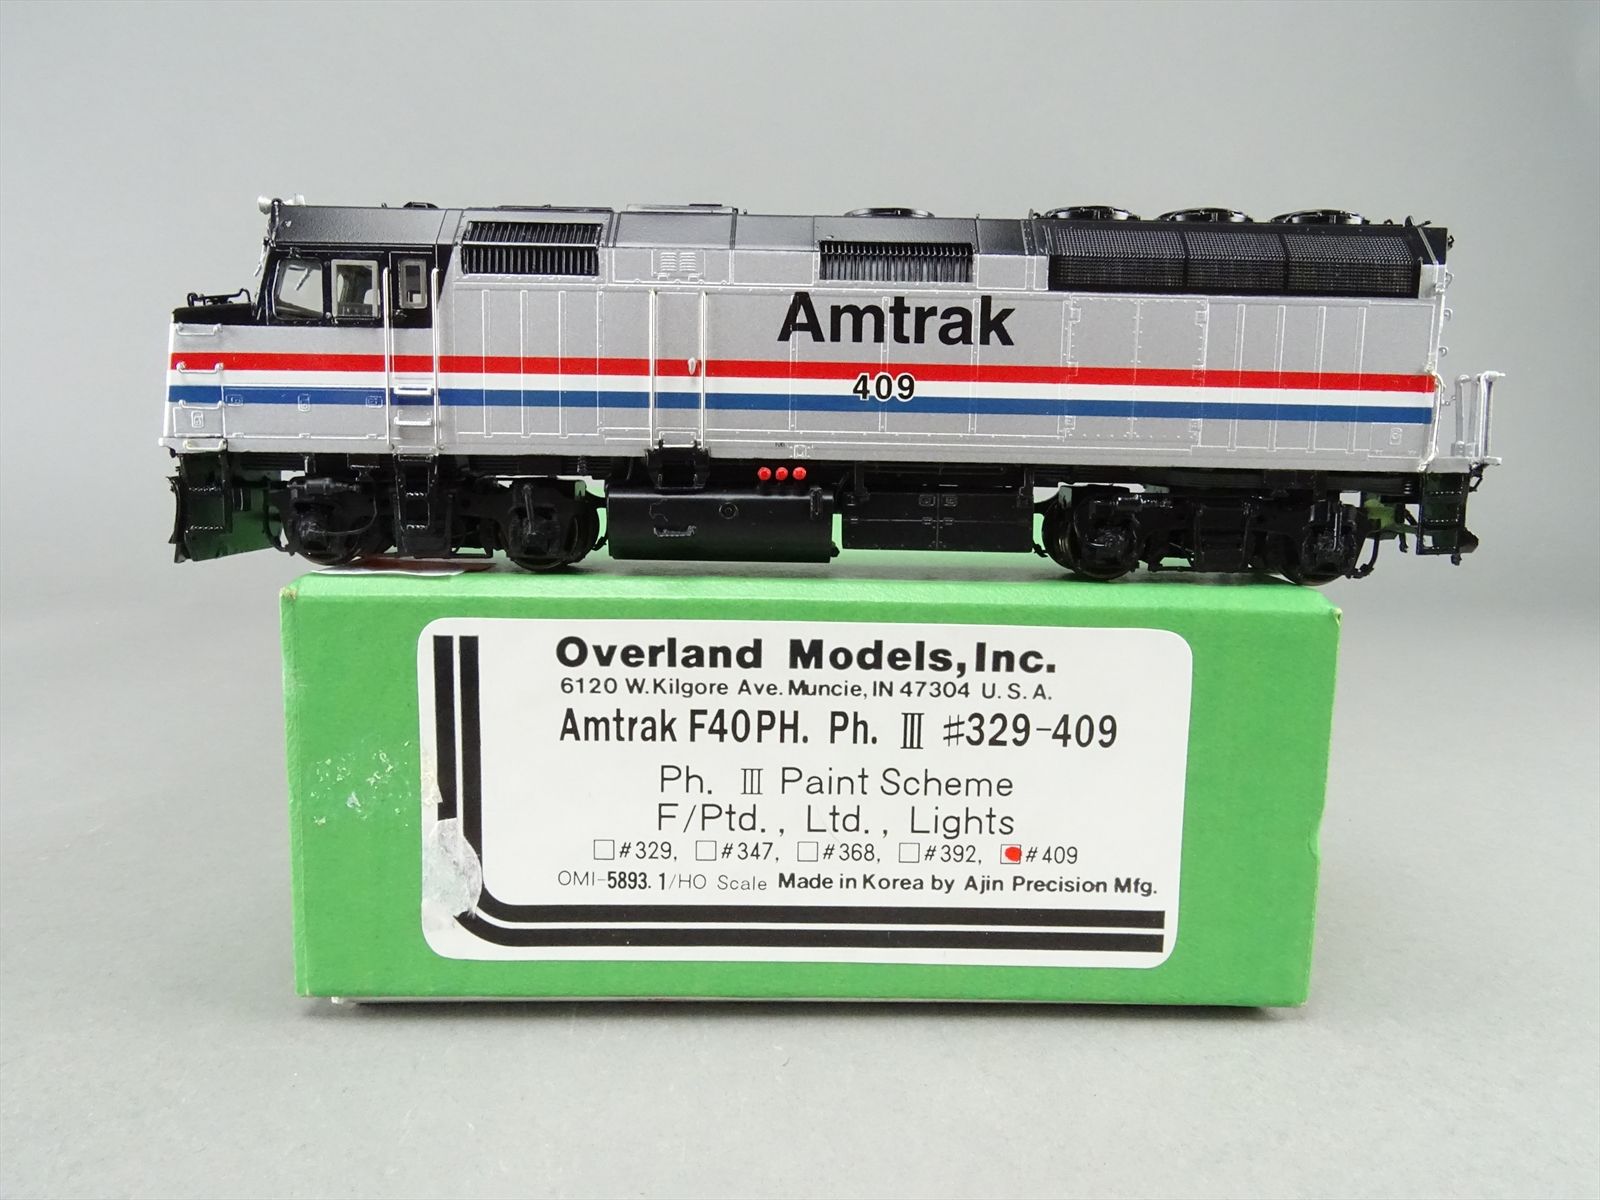 Amtrak
409
Overland Models,Inc.
6120 W.Kilgore Ave. Muncie, IN 47304 U.S.A.
Amtrak F40PH. Ph. III #329-409
Ph. III Paint Scheme
F/Ptd., Ltd., Lights
□#329, □#347, □#368, □#392, □#409
OMI-5893.1/HO Scale Made in Korea by Ajin Precision Mfg.